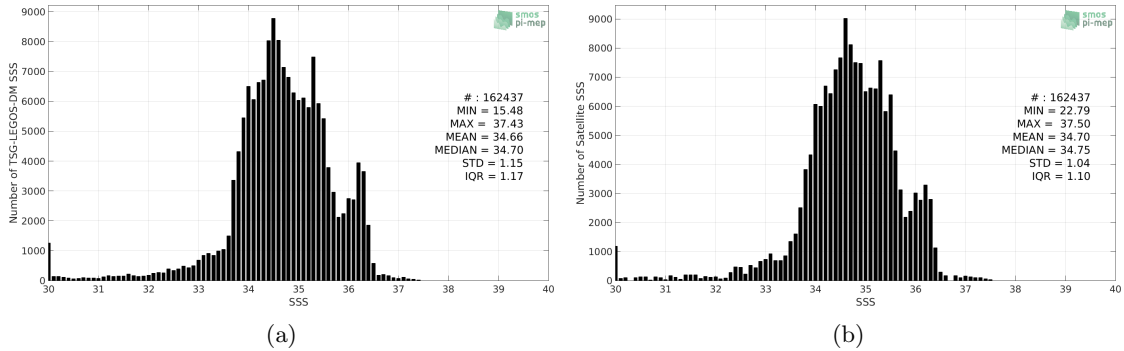 smos
pi-mep
9000
8000
7000
6000
5000
4000
3000
2000
1000
0
Number of TSG-LEGOS-DM SSS
# : 162437
MIN = 15.48
MAX = 37.43
MEAN = 34.66
MEDIAN = 34.70
STD = 1.15
IQR = 1.17
30 31 32 33 34 35 36 37 38 39 40
SSS
(a)
smos
pi-mep
9000
8000
7000
6000
5000
4000
3000
2000
1000
0
Number of Satellite SSS
# : 162437
MIN = 22.79
MAX = 37.50
MEAN = 34.70
MEDIAN = 34.75
STD = 1.04
IQR = 1.10
30 31 32 33 34 35 36 37 38 39 40
SSS
(b)